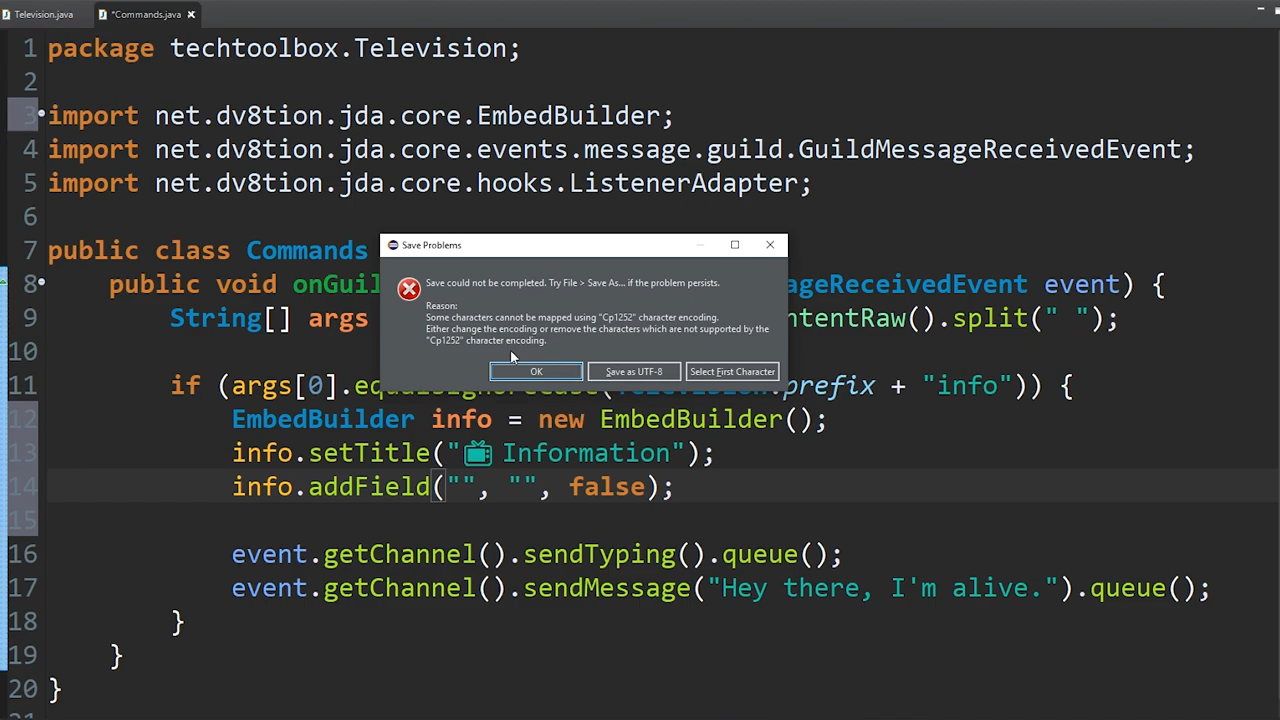 Television.java
*Commands.java
1 package techtoolbox.Television;
2
3 import net.dv8tion.jda.core.EmbedBuilder;
4 import net.dv8tion.jda.core.events.message.guild.GuildMessageReceivedEvent;
5 import net.dv8tion.jda.core.hooks.ListenerAdapter;
6
7 public class Commands
8 public void onGuil ageReceivedEvent event) {
9 String[] args ntentRaw().split(" ");
10
11 if (args[0].equalsIgnoreCase(Television.prefix + "info")) {
12 EmbedBuilder info = new EmbedBuilder();
13 info.setTitle("📺 Information");
14 info.addField("", "", false);
15
16 event.getChannel().sendTyping().queue();
17 event.getChannel().sendMessage("Hey there, I'm alive.").queue();
18 }
19 }
20 }
21
Save Problems
Save could not be completed. Try File > Save As... if the problem persists.
Reason:
Some characters cannot be mapped using "Cp1252" character encoding.
Either change the encoding or remove the characters which are not supported by the
"Cp1252" character encoding.
OK
Save as UTF-8
Select First Character